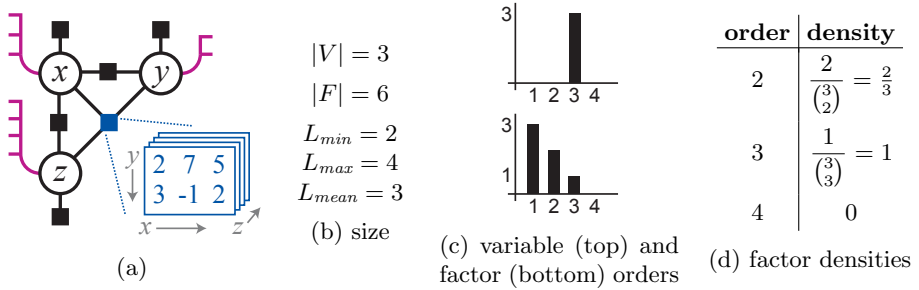 x y
z
2 7 5
3 -1 2
y
x z
(a)
|V| = 3
|F| = 6
L_min = 2
L_max = 4
L_mean = 3
(b) size
3
1 2 3 4
3
1
1 2 3 4
(c) variable (top) and
factor (bottom) orders
order density
2 2/(3 2) = 2/3
3 1/(3 3) = 1
4 0
(d) factor densities